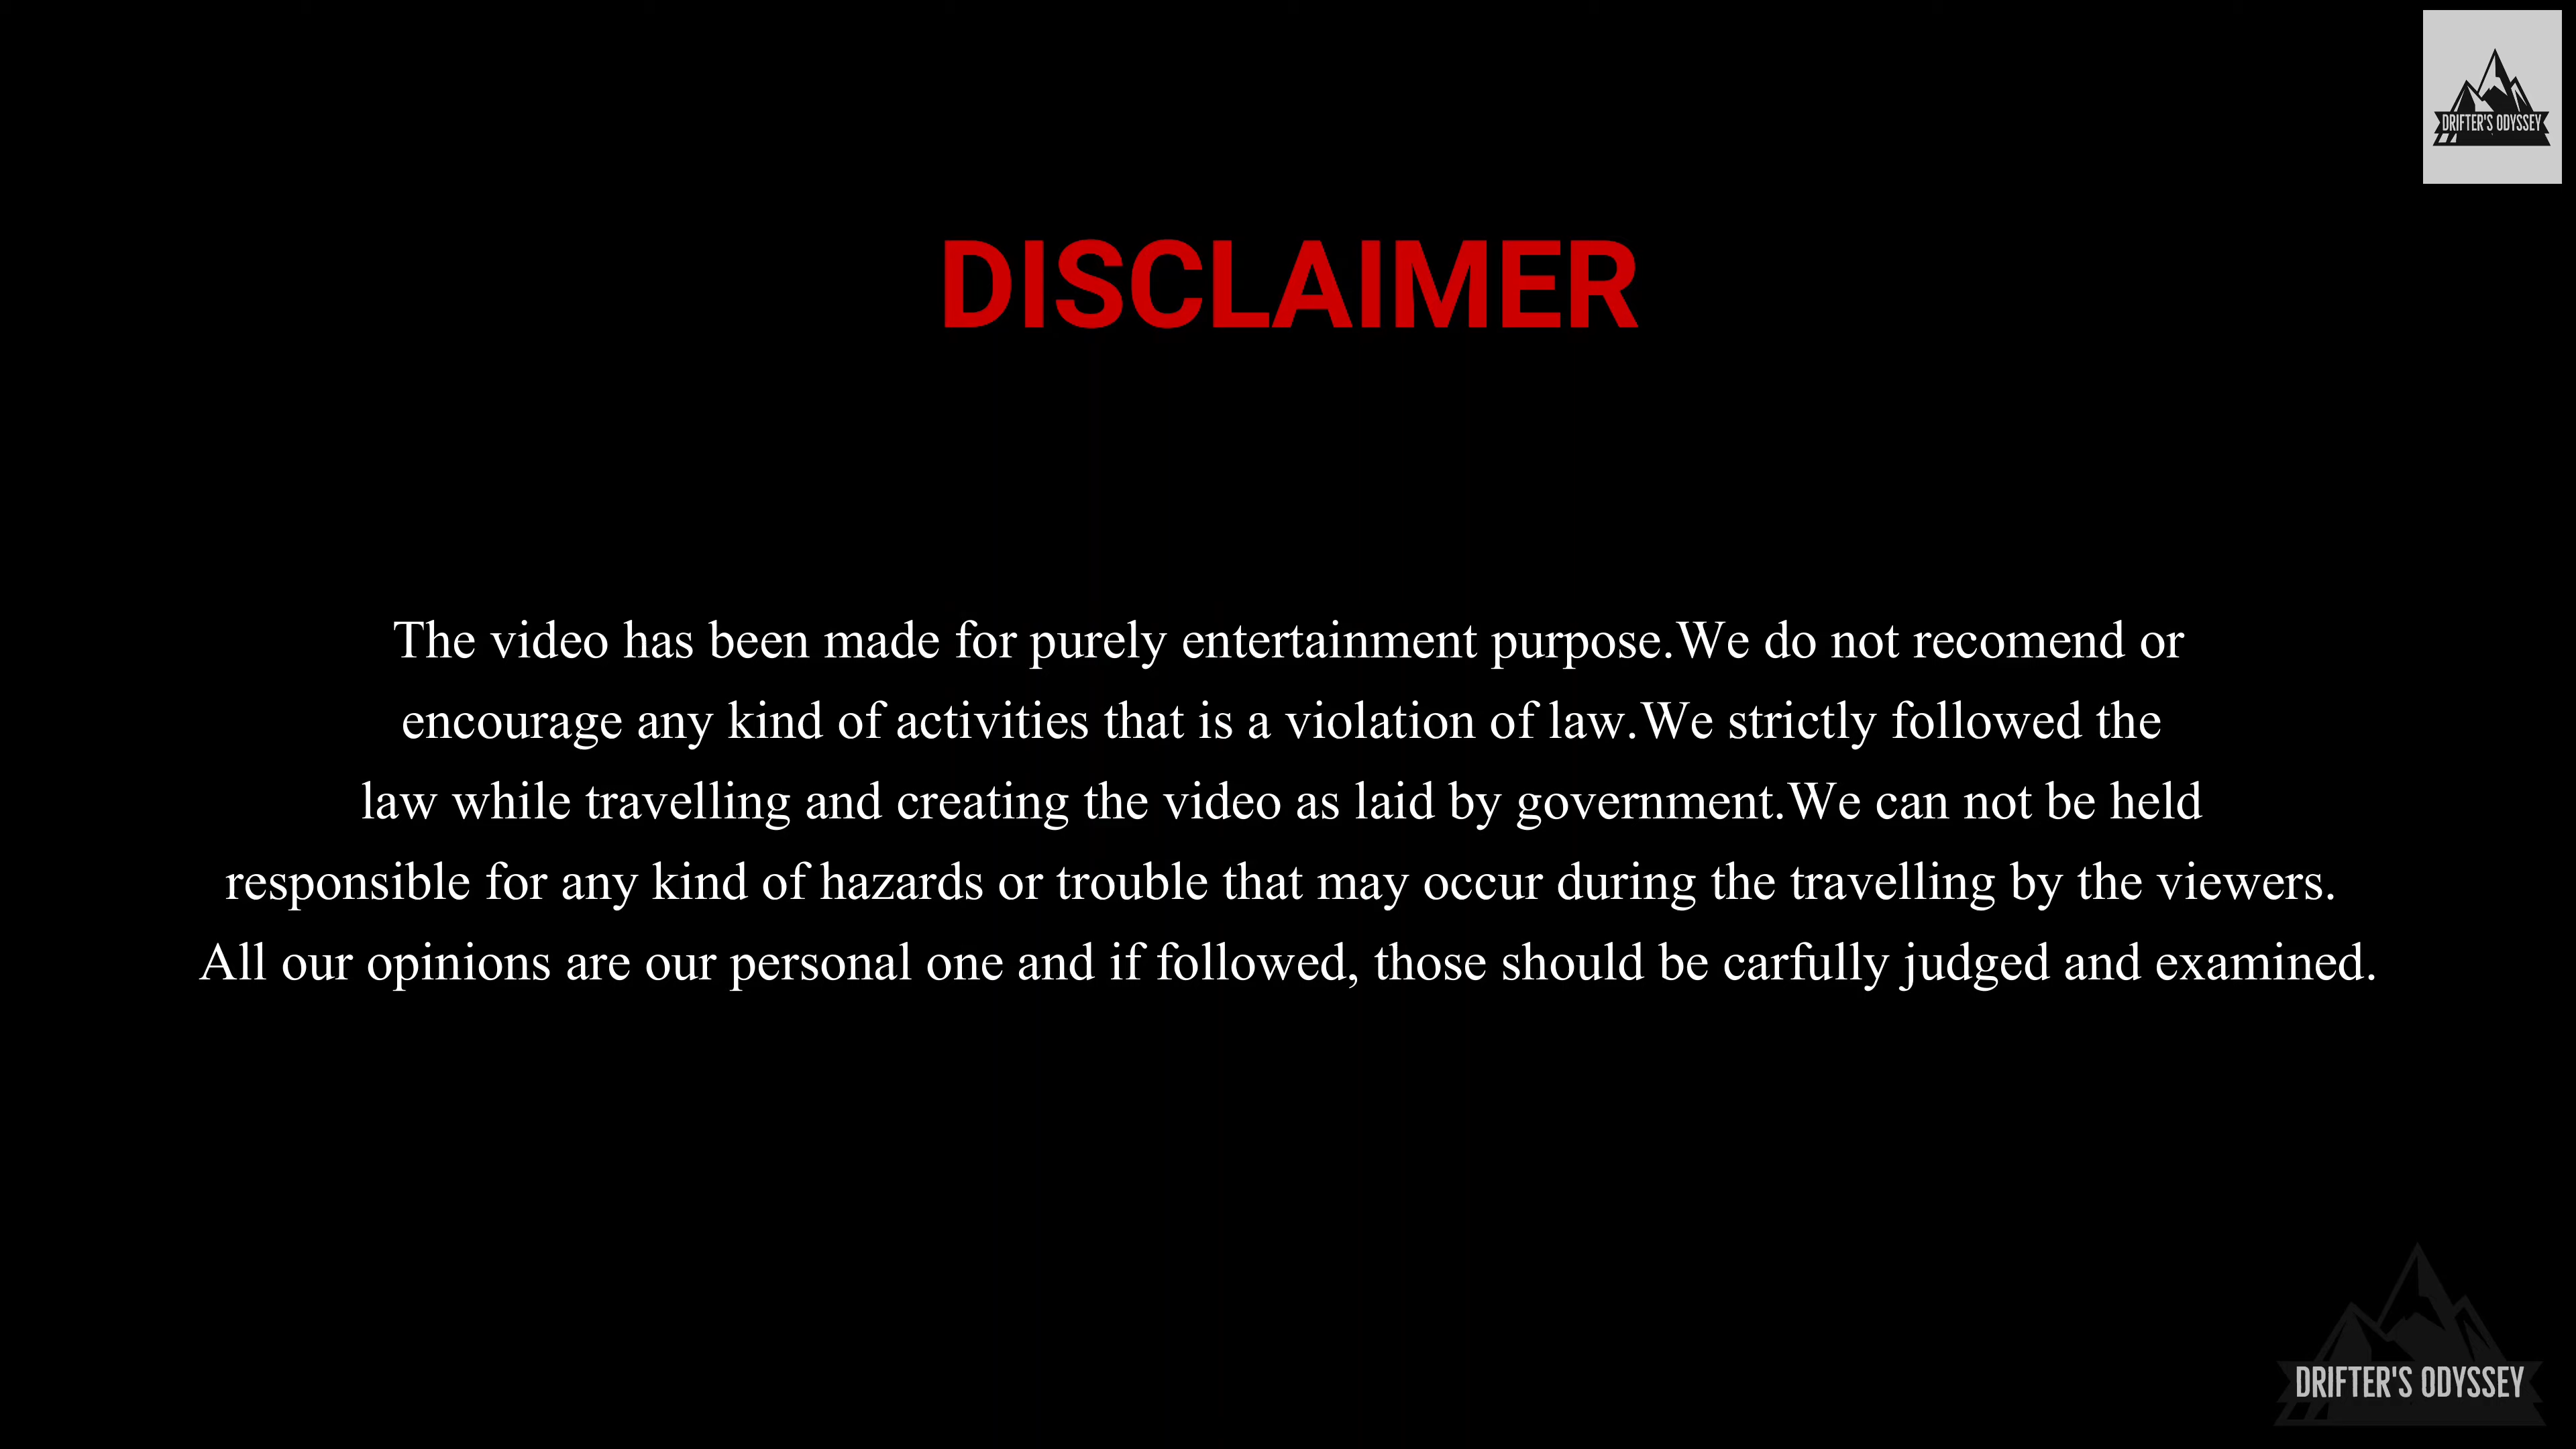 DRIFTER'S ODYSSEY
DISCLAIMER
The video has been made for purely entertainment purpose.We do not recomend or
encourage any kind of activities that is a violation of law.We strictly followed the
law while travelling and creating the video as laid by government.We can not be held
responsible for any kind of hazards or trouble that may occur during the travelling by the viewers.
All our opinions are our personal one and if followed, those should be carfully judged and examined.
DRIFTER'S ODYSSEY